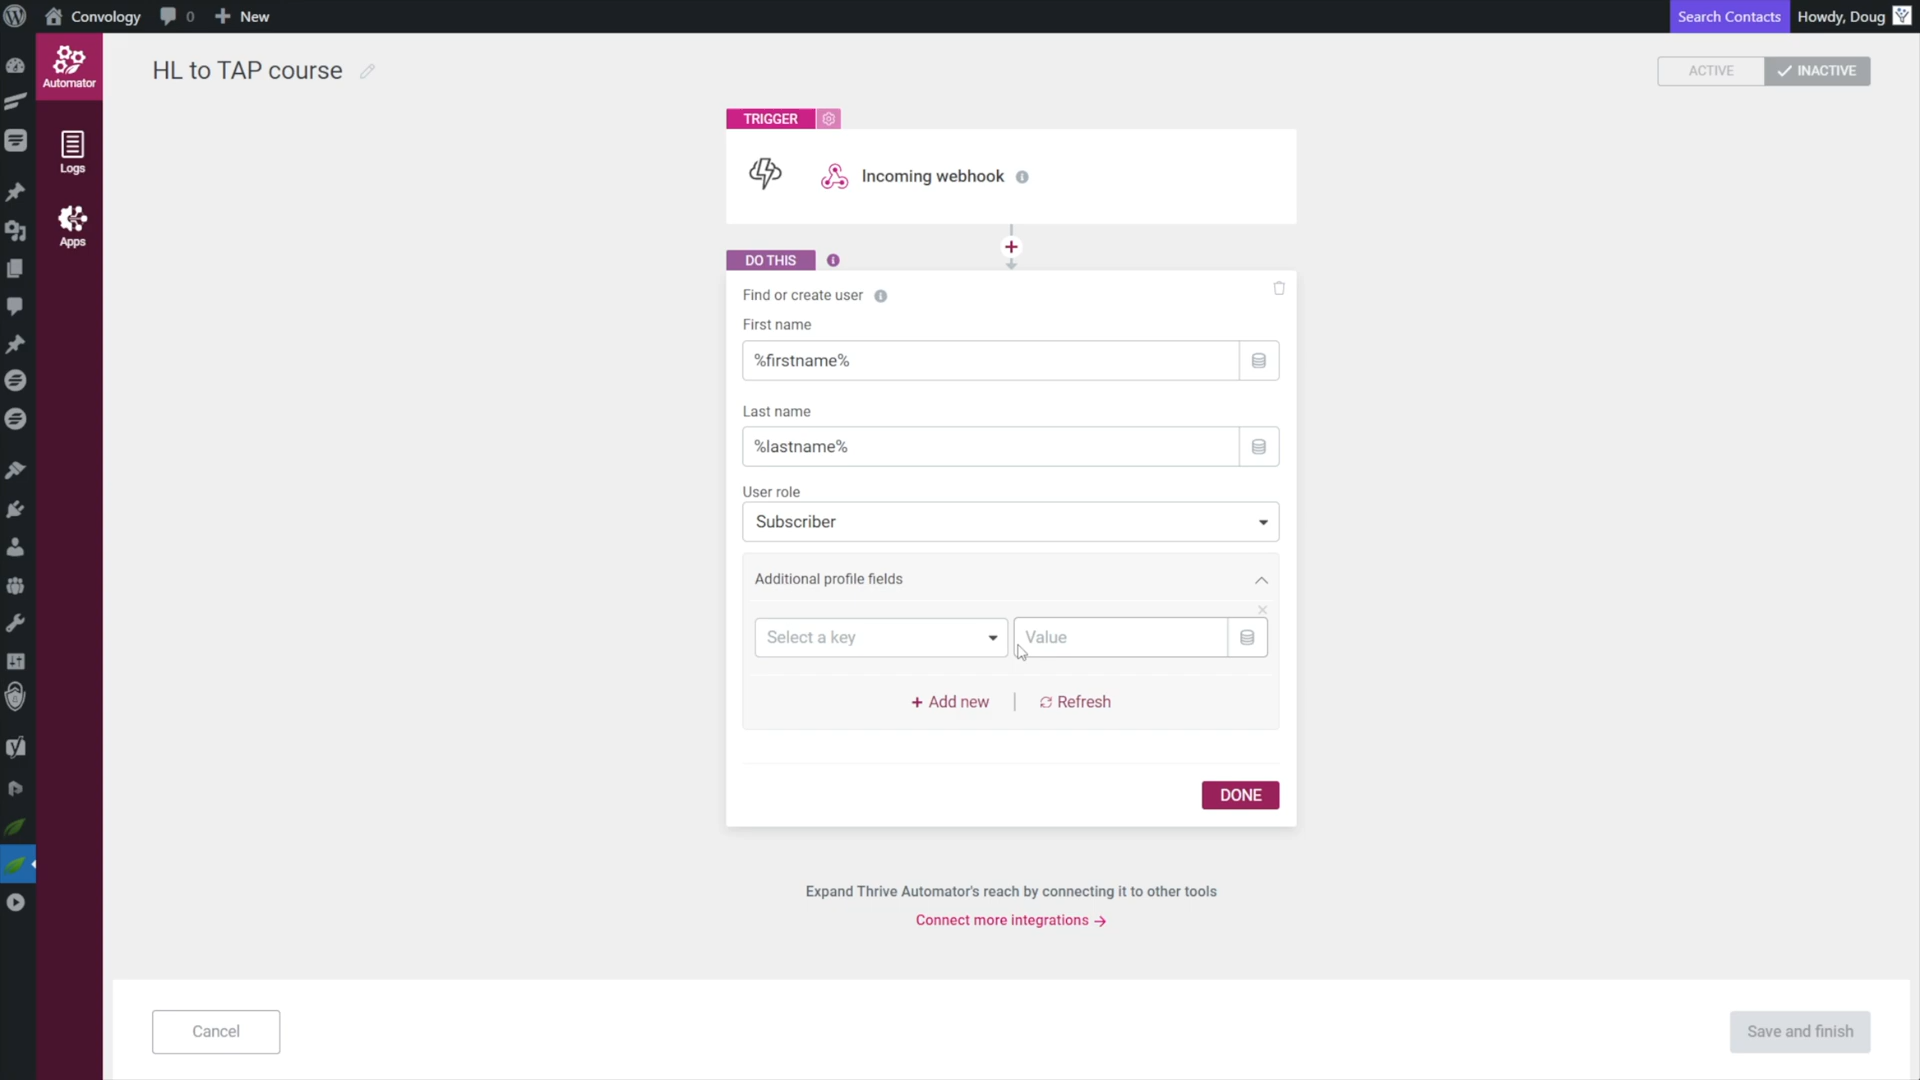 Convology
0
New
Search Contacts
Howdy, Doug
Automator
Logs
Apps
HL to TAP course
ACTIVE
INACTIVE
TRIGGER
Incoming webhook
DO THIS
Find or create user
First name
%firstname%
Last name
%lastname%
User role
Subscriber
Additional profile fields
Select a key
Value
+ Add new
Refresh
DONE
Expand Thrive Automator's reach by connecting it to other tools
Connect more integrations →
Cancel
Save and finish